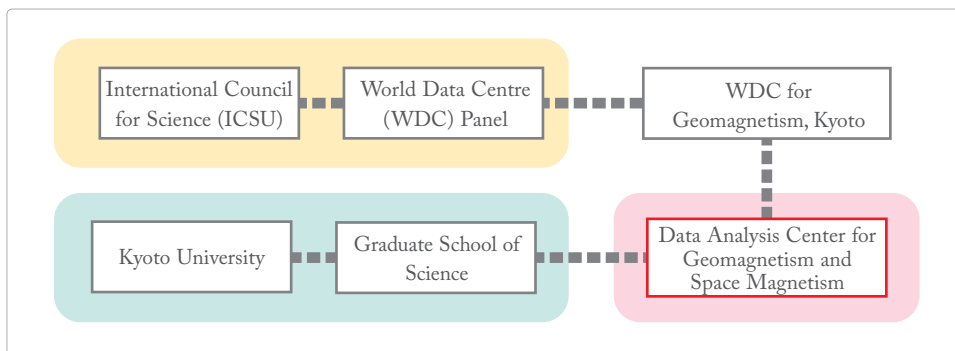 International Council
for Science (ICSU)
World Data Centre
(WDC) Panel
WDC for
Geomagnetism, Kyoto
Kyoto University
Graduate School of
Science
Data Analysis Center for
Geomagnetism and
Space Magnetism